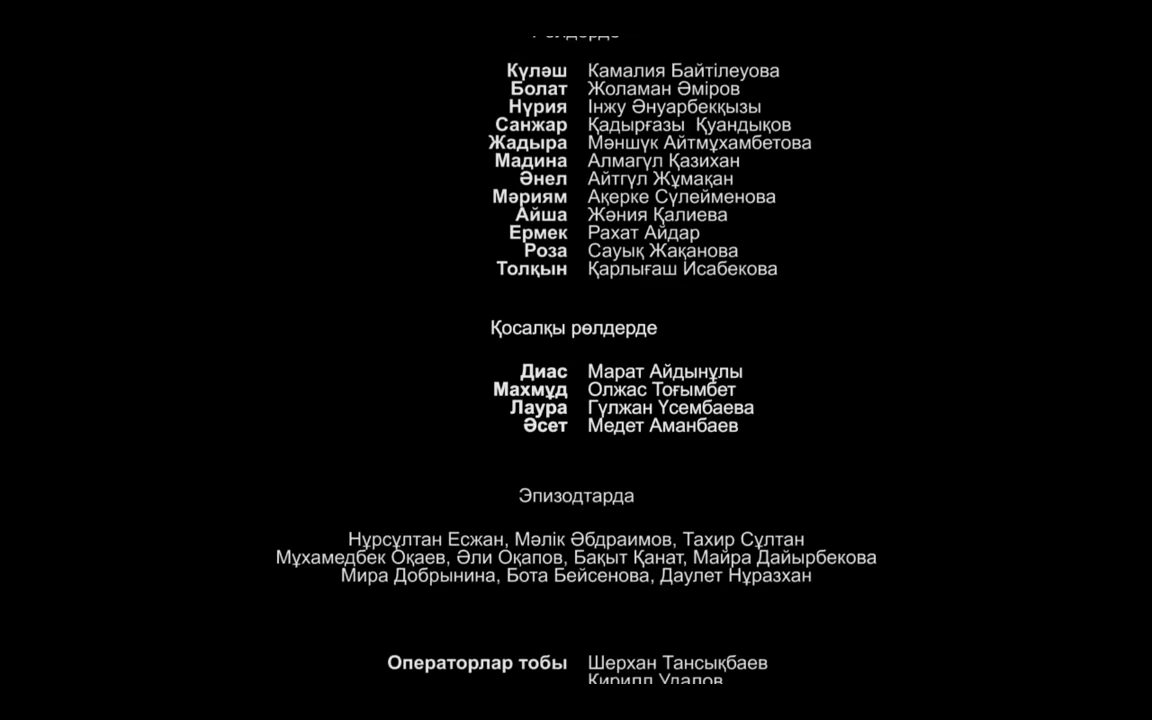 Күләш Камалия Байтілеуова
Болат Жоламан Әміров
Нұрия Інжу Әнуарбекқызы
Санжар Қадырғазы Қуандықов
Жадыра Мәншүк Айтмұхамбетова
Мадина Алмагүл Қазихан
Әнел Айтгүл Жұмақан
Мәриям Ақерке Сүлейменова
Айша Жәния Қалиева
Ермек Рахат Айдар
Роза Сауық Жақанова
Толқын Қарлығаш Исабекова
Қосалқы рөлдерде
Диас Марат Айдынұлы
Махмұд Олжас Тоғымбет
Лаура Гүлжан Үсембаева
Әсет Медет Аманбаев
Эпизодтарда
Нұрсұлтан Есжан, Мәлік Әбдраимов, Тахир Сұлтан
Мұхамедбек Оқаев, Әли Оқапов, Бақыт Қанат, Майра Дайырбекова
Мира Добрынина, Бота Бейсенова, Даулет Нұразхан
Операторлар тобы Шерхан Тансықбаев
Кирилл Удалов